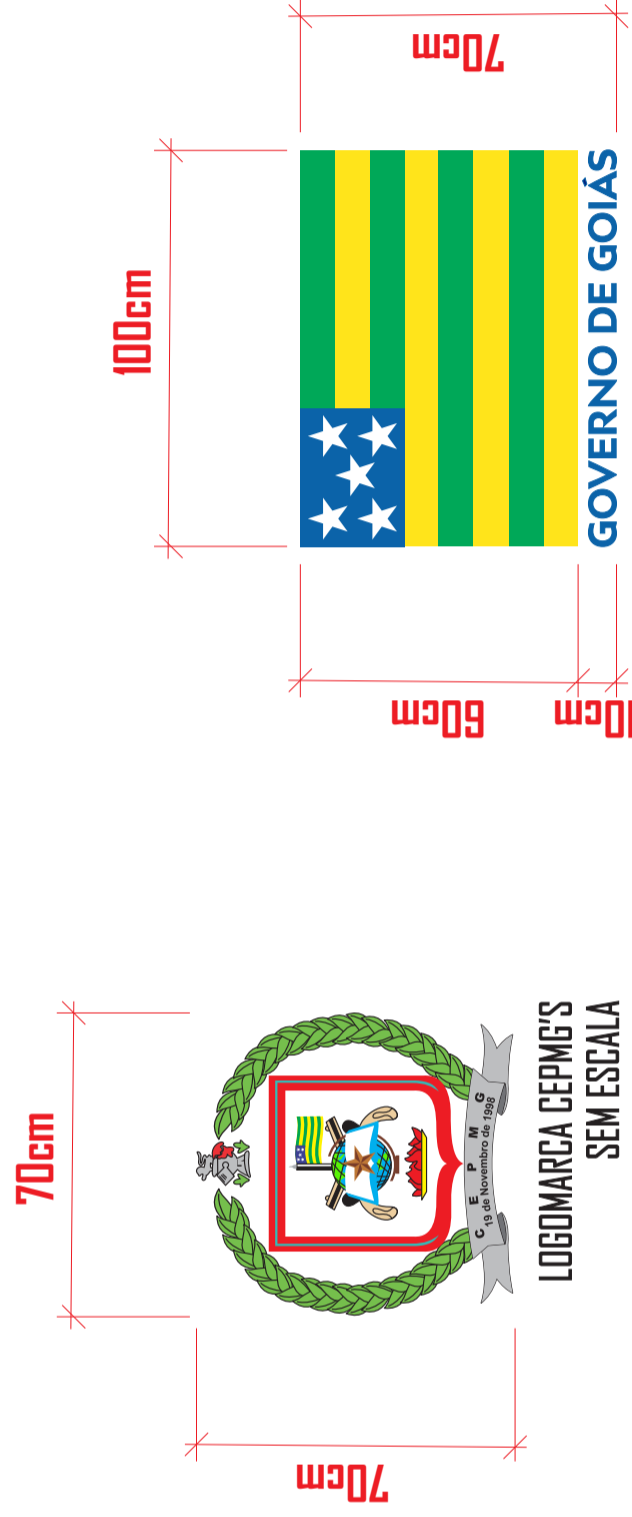 70cm
70cm
C E P M G
19 de Novembro de 1998
LOGOMARCA CEPMG'S
SEM ESCALA
100cm
60cm
10cm
70cm
GOVERNO DE GOIÁS